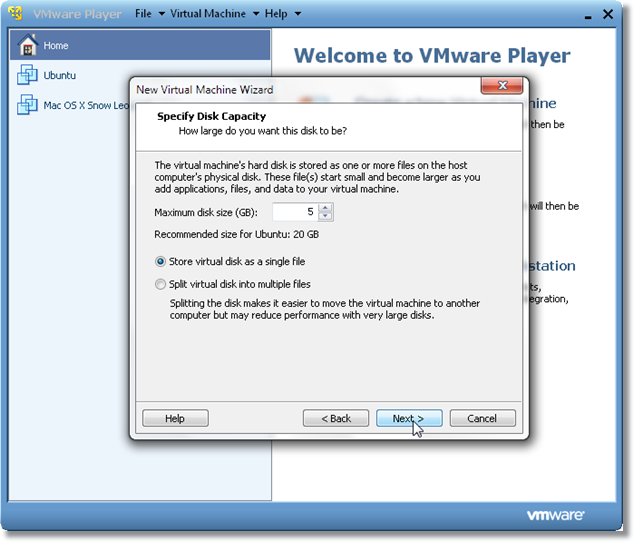 VMware Player File Virtual Machine Help
Home
Ubuntu
Mac OS X Snow Leo
Welcome to VMware Player
chine
then be
will then be
station
ts,
egration,
New Virtual Machine Wizard
Specify Disk Capacity
How large do you want this disk to be?
The virtual machine's hard disk is stored as one or more files on the host
computer's physical disk. These file(s) start small and become larger as you
add applications, files, and data to your virtual machine.
Maximum disk size (GB): 5
Recommended size for Ubuntu: 20 GB
Store virtual disk as a single file
Split virtual disk into multiple files
Splitting the disk makes it easier to move the virtual machine to another
computer but may reduce performance with very large disks.
Help < Back Next > Cancel
vmware